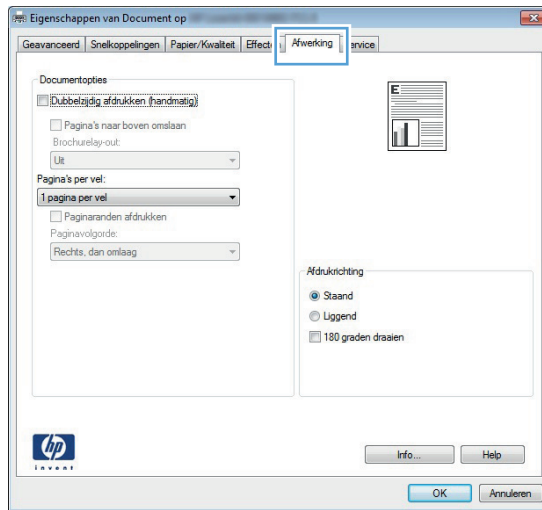 Eigenschappen van Document op
Geavanceerd Snelkoppelingen Papier/Kwaliteit Afwerking
Documentopties
Dubbelzijdig afdrukken (handmatig)
Pagina's naar boven omslaan
Brochurelay-out:
Uit
Pagina's per vel:
1 pagina per vel
Paginaranden afdrukken
Paginavolgorde:
Rechts, dan omlaag
E
Afdrukrichting
Staand
Liggend
180 graden draaien
hp
invent
Info... Help
OK Annuleren